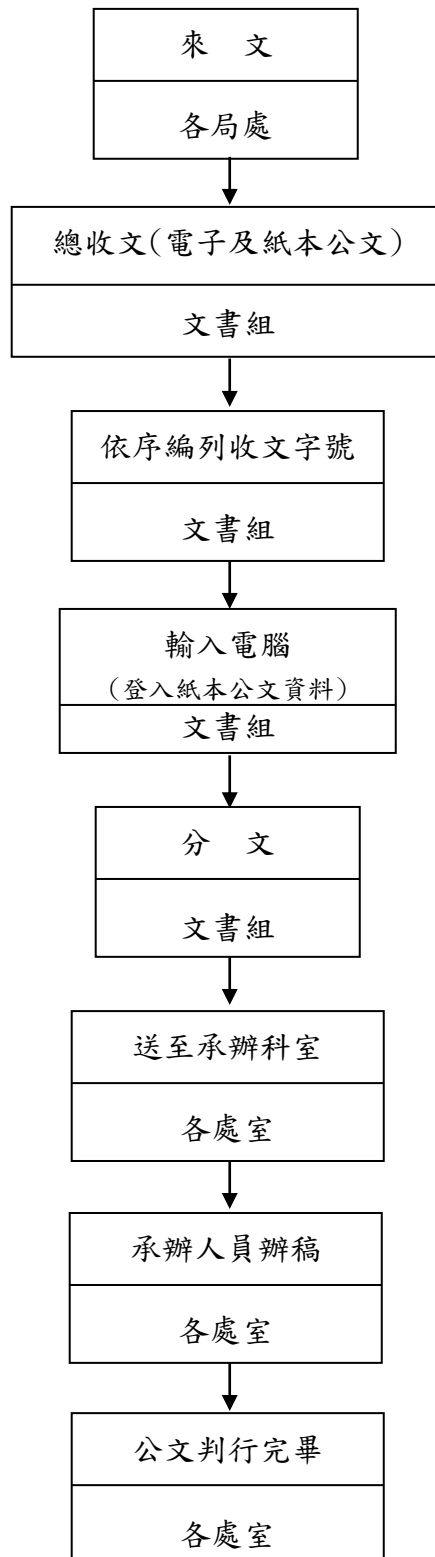 來　文
各局處
總收文(電子及紙本公文)
文書組
依序編列收文字號
文書組
輸入電腦
(登入紙本公文資料)
文書組
分　文
文書組
送至承辦科室
各處室
承辦人員辦稿
各處室
公文判行完畢
各處室